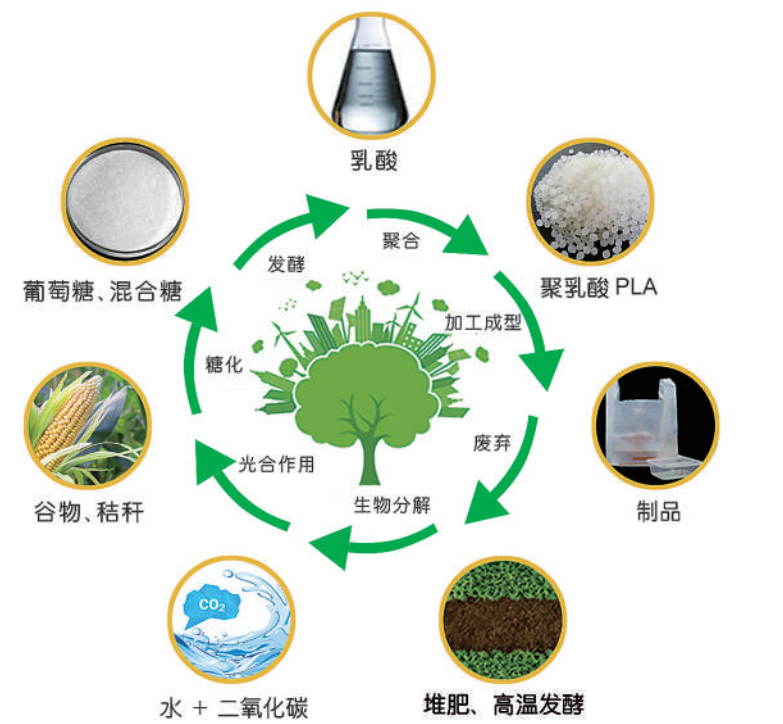 乳酸
聚合
发酵
葡萄糖、混合糖
聚乳酸 PLA
加工成型
糖化
废弃
光合作用
生物分解
谷物、秸秆
制品
CO₂
水 + 二氧化碳
堆肥、高温发酵